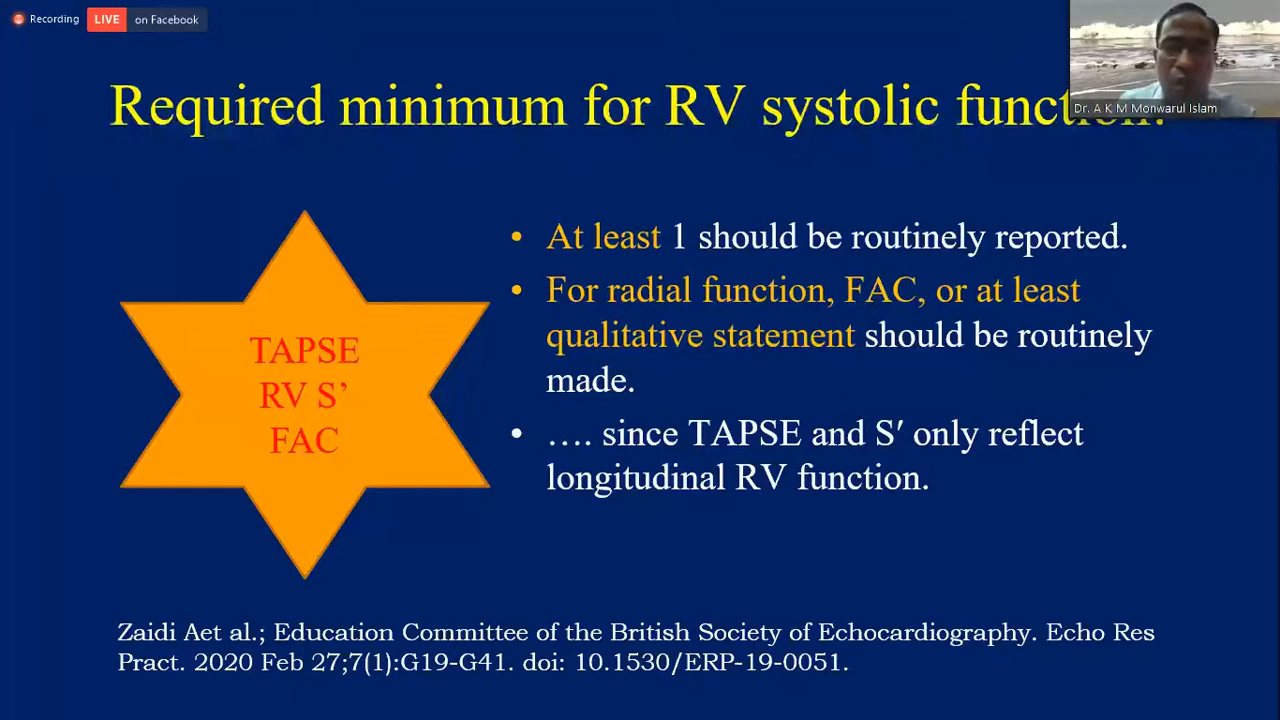 Recording
LIVE on Facebook
Dr. A K M Monwarul Islam
Required minimum for RV systolic function.
TAPSE
RV S’
FAC
• At least 1 should be routinely reported.
• For radial function, FAC, or at least
qualitative statement should be routinely
made.
• …. since TAPSE and S′ only reflect
longitudinal RV function.
Zaidi Aet al.; Education Committee of the British Society of Echocardiography. Echo Res
Pract. 2020 Feb 27;7(1):G19-G41. doi: 10.1530/ERP-19-0051.